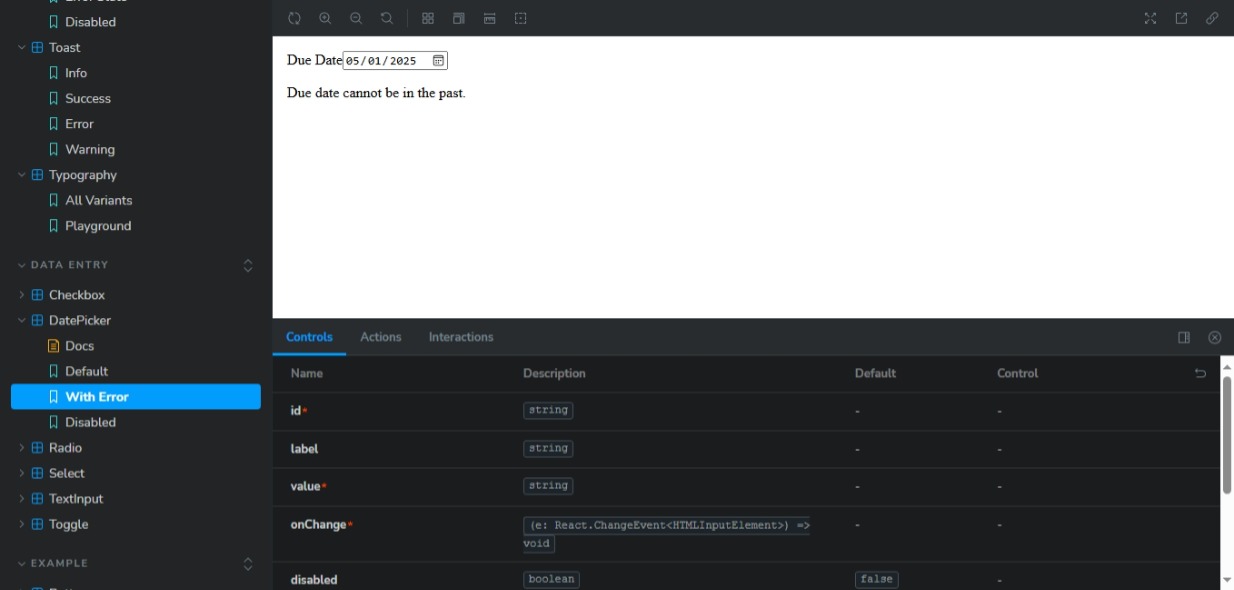 Disabled
Toast
Info
Success
Error
Warning
Typography
All Variants
Playground
DATA ENTRY
Checkbox
DatePicker
Docs
Default
With Error
Disabled
Radio
Select
TextInput
Toggle
EXAMPLE
Due Date 05/01/2025
Due date cannot be in the past.
Controls Actions Interactions
Name Description Default Control
id* string - -
label string - -
value* string - -
onChange* (e: React.ChangeEvent<HTMLInputElement>) => - -
void
disabled boolean false -